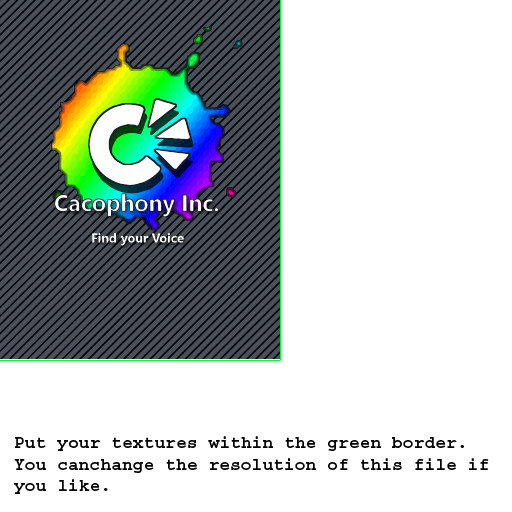 Cacophony Inc.
Find your Voice
Put your textures within the green border.
You canchange the resolution of this file if
you like.